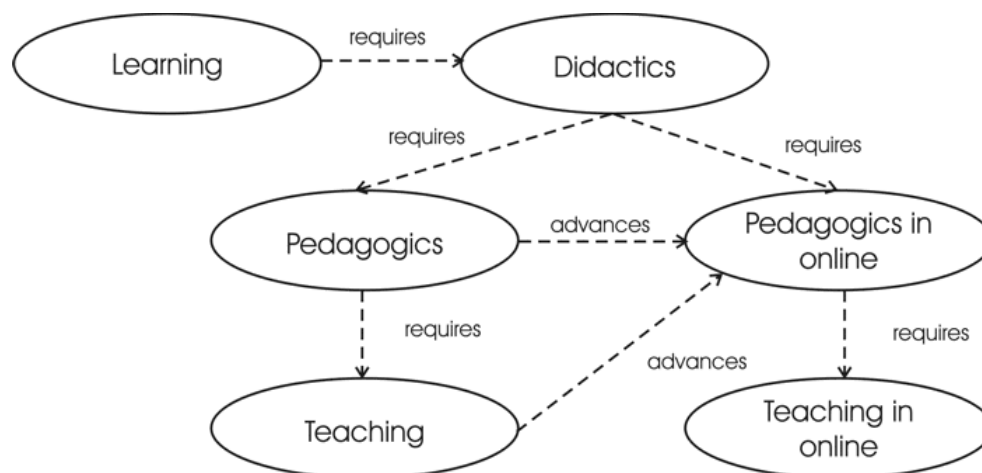 requires
Learning
Didactics
requires
requires
Pedagogics
advances
Pedagogics in
online
requires
requires
advances
Teaching
Teaching in
online